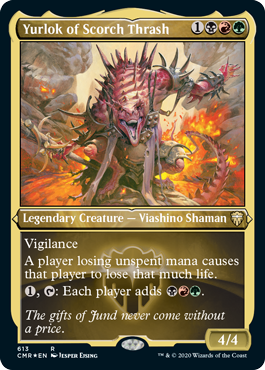 Yurlok of Scorch Thrash 1
Legendary Creature — Viashino Shaman
Vigilance
A player losing unspent mana causes
that player to lose that much life.
1, T: Each player adds
The gifts of Jund never come without
a price.
4/4
613 R
CMR EN JESPER EJSING
™ & © 2020 Wizards of the Coast